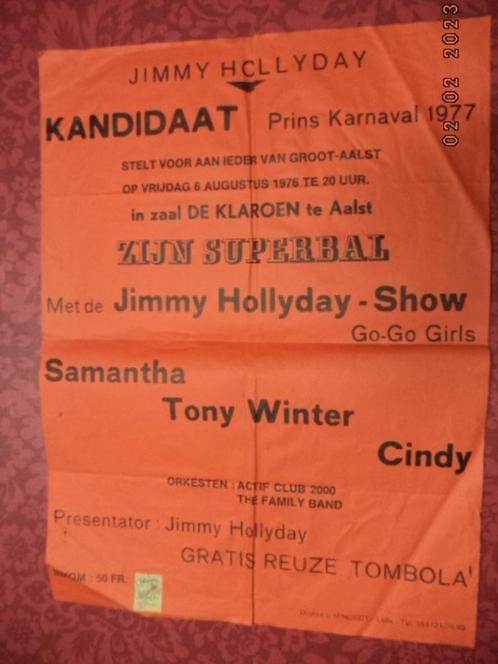 02 02 2023
JIMMY HOLLYDAY
KANDIDAAT Prins Karnaval 1977
STELT VOOR AAN IEDER VAN GROOT-AALST
OP VRIJDAG 6 AUGUSTUS 1976 TE 20 UUR.
in zaal DE KLAROEN te Aalst
ZIJN SUPERBAL
Met de Jimmy Hollyday - Show
Go-Go Girls
Samantha
Tony Winter
Cindy
ORKESTEN : ACTIF CLUB 2000
THE FAMILY BAND
Presentator : Jimmy Hollyday
GRATIS REUZE TOMBOLA'
INKOM : 50 FR.